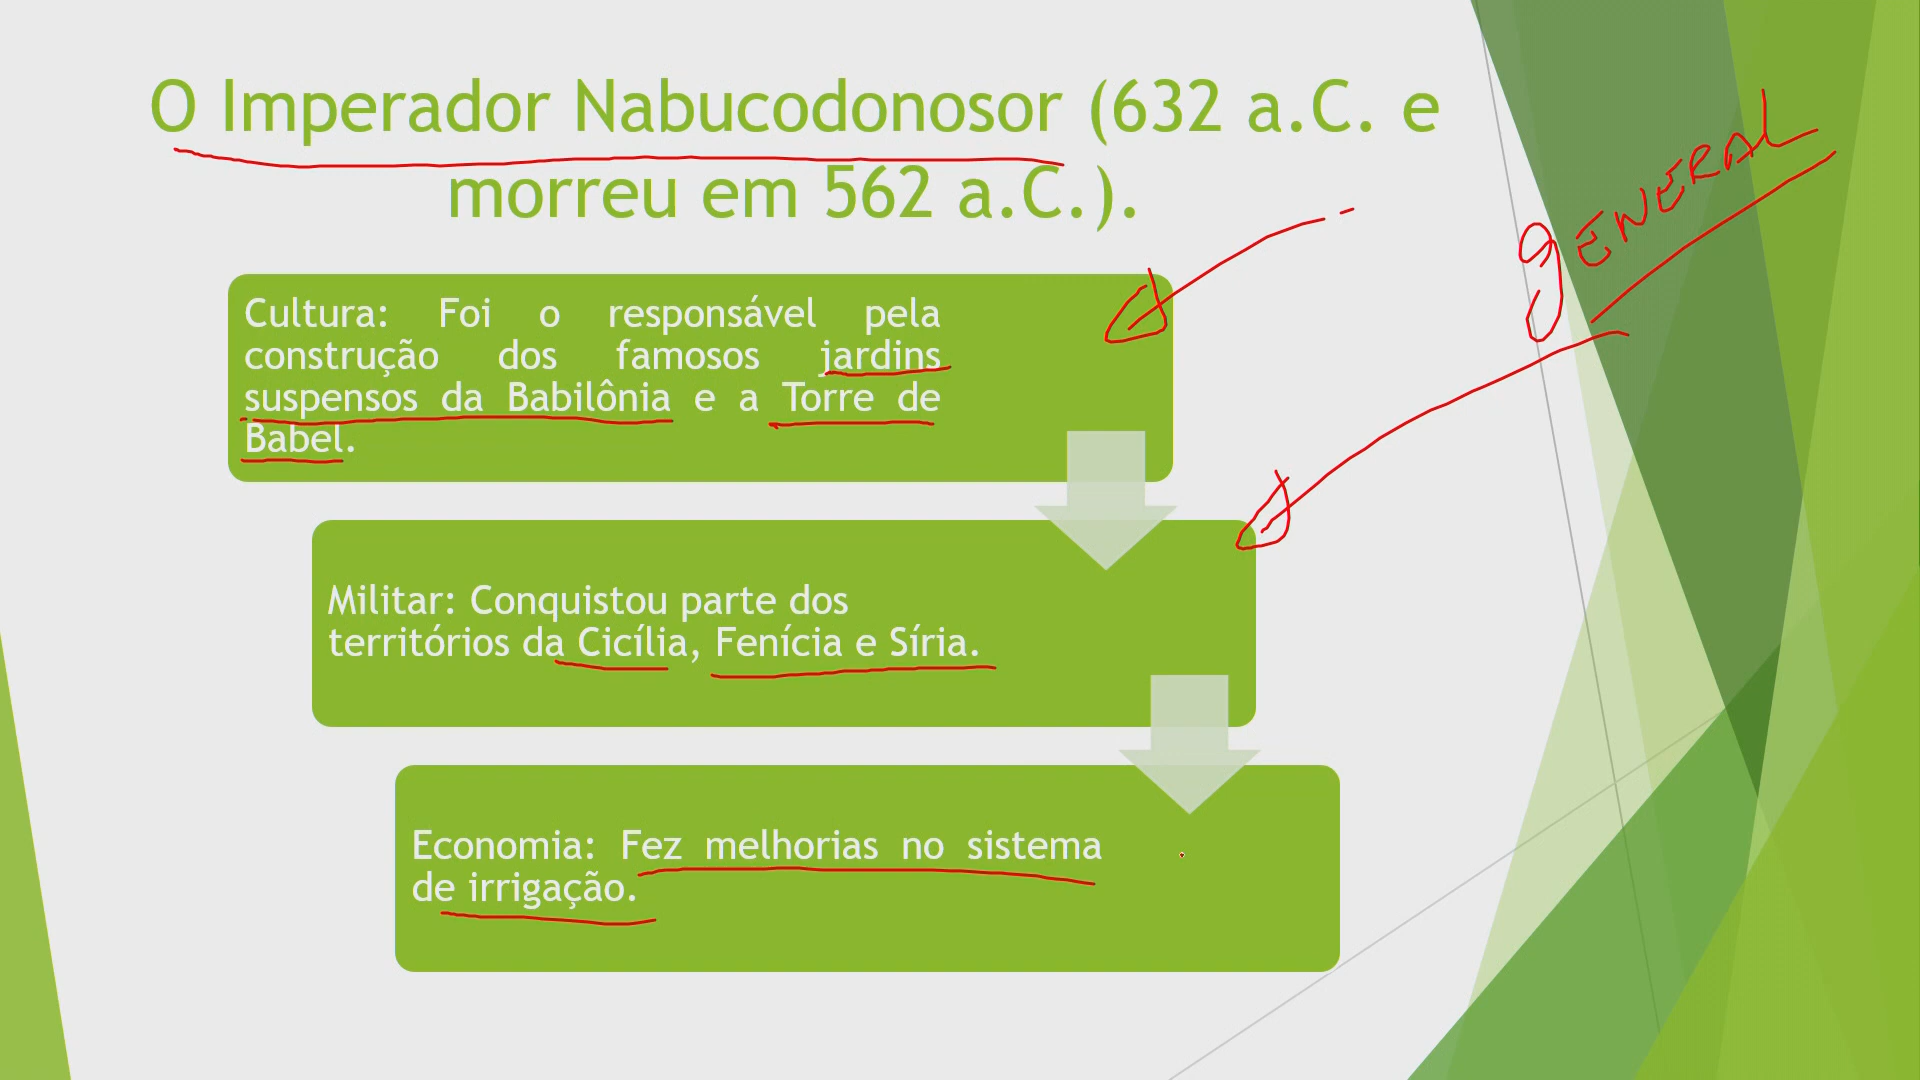 O Imperador Nabucodonosor (632 a.C. e
morreu em 562 a.C.).
GENERAL
Cultura: Foi o responsável pela
construção dos famosos jardins
suspensos da Babilônia e a Torre de
Babel.
Militar: Conquistou parte dos
territórios da Cicília, Fenícia e Síria.
Economia: Fez melhorias no sistema
de irrigação.